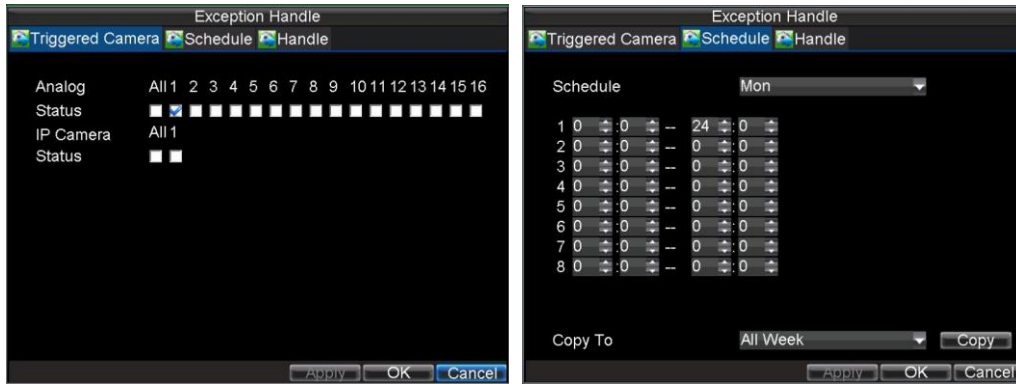 Exception Handle
Triggered Camera Schedule Handle
Analog All 1 2 3 4 5 6 7 8 9 10 11 12 13 14 15 16
Status
IP Camera All 1
Status
Apply OK Cancel
Exception Handle
Triggered Camera Schedule Handle
Schedule Mon
1 0 :0 -- 24 :0
2 0 :0 -- 0 :0
3 0 :0 -- 0 :0
4 0 :0 -- 0 :0
5 0 :0 -- 0 :0
6 0 :0 -- 0 :0
7 0 :0 -- 0 :0
8 0 :0 -- 0 :0
Copy To All Week Copy
Apply OK Cancel